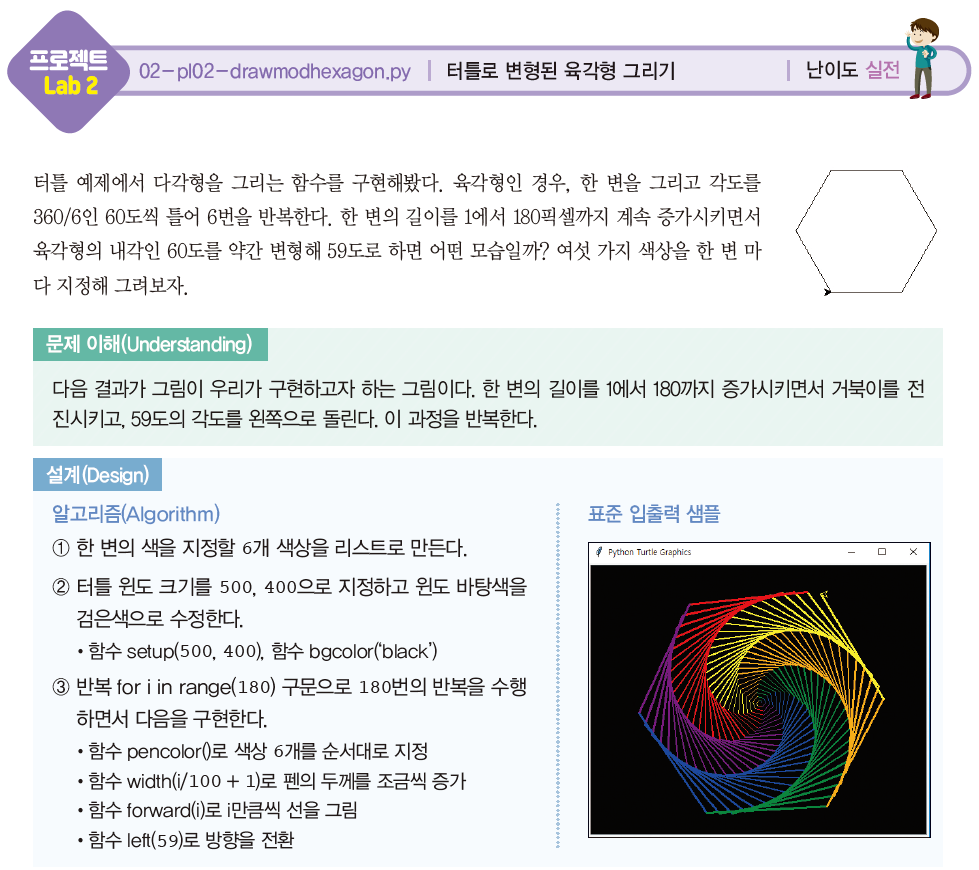 프로젝트
Lab 2
02-pl02-drawmodhexagon.py
터틀로 변형된 육각형 그리기
난이도 실전
터틀 예제에서 다각형을 그리는 함수를 구현해봤다. 육각형인 경우, 한 변을 그리고 각도를
360/6인 60도씩 틀어 6번을 반복한다. 한 변의 길이를 1에서 180픽셀까지 계속 증가시키면서
육각형의 내각인 60도를 약간 변형해 59도로 하면 어떤 모습일까? 여섯 가지 색상을 한 변 마
다 지정해 그려보자.
문제 이해(Understanding)
다음 결과가 그림이 우리가 구현하고자 하는 그림이다. 한 변의 길이를 1에서 180까지 증가시키면서 거북이를 전
진시키고, 59도의 각도를 왼쪽으로 돌린다. 이 과정을 반복한다.
설계(Design)
알고리즘(Algorithm)
① 한 변의 색을 지정할 6개 색상을 리스트로 만든다.
② 터틀 윈도 크기를 500, 400으로 지정하고 윈도 바탕색을
검은색으로 수정한다.
• 함수 setup(500, 400), 함수 bgcolor(‘black’)
③ 반복 for i in range(180) 구문으로 180번의 반복을 수행
하면서 다음을 구현한다.
• 함수 pencolor()로 색상 6개를 순서대로 지정
• 함수 width(i/100 + 1)로 펜의 두께를 조금씩 증가
• 함수 forward(i)로 i만큼씩 선을 그림
• 함수 left(59)로 방향을 전환
표준 입출력 샘플
Python Turtle Graphics